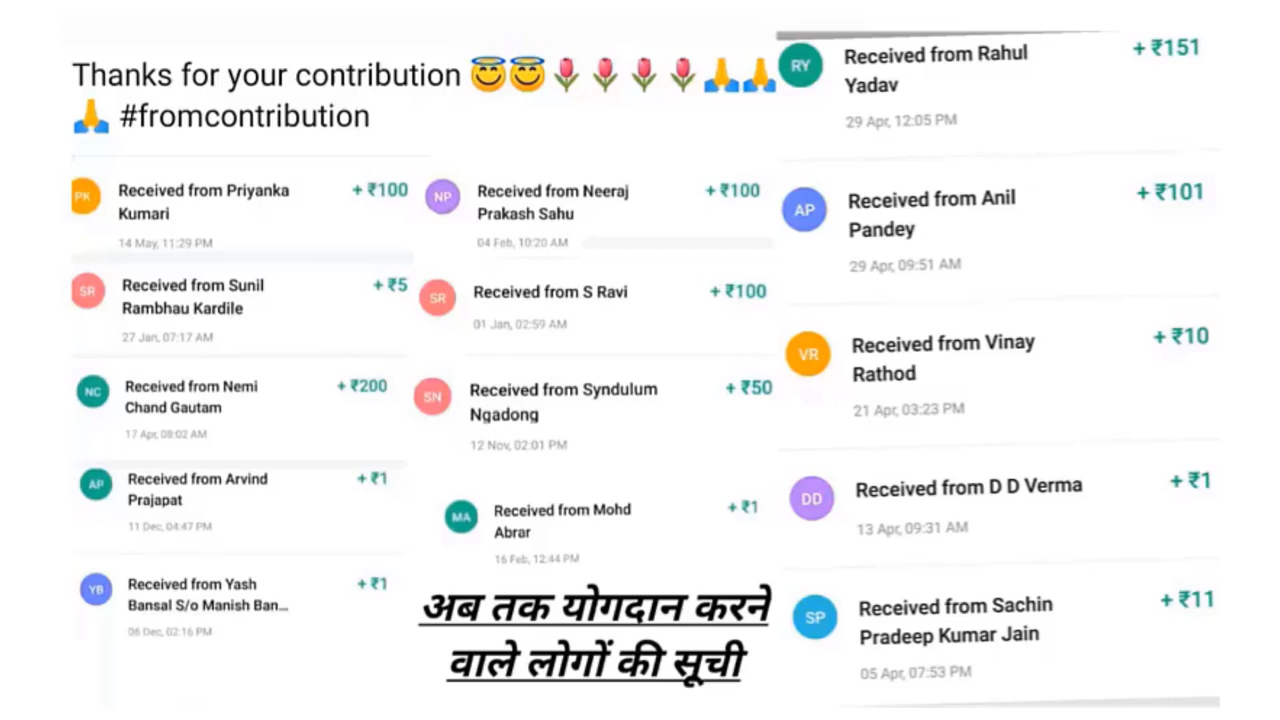 Thanks for your contribution 😇😇🌷🌷🌷🌷🙏🙏
🙏 #fromcontribution
PK
Received from Priyanka
Kumari
+ ₹100
14 May, 11:29 PM
SR
Received from Sunil
Rambhau Kardile
+ ₹5
27 Jan, 07:17 AM
NC
Received from Nemi
Chand Gautam
+ ₹200
17 Apr, 08:02 AM
AP
Received from Arvind
Prajapat
+ ₹1
11 Dec, 04:47 PM
YB
Received from Yash
Bansal S/o Manish Ban...
+ ₹1
06 Dec, 02:16 PM
NP
Received from Neeraj
Prakash Sahu
+ ₹100
04 Feb, 10:20 AM
SR
Received from S Ravi
+ ₹100
01 Jan, 02:59 AM
SN
Received from Syndulum
Ngadong
+ ₹50
12 Nov, 02:01 PM
MA
Received from Mohd
Abrar
+ ₹1
16 Feb, 12:44 PM
अब तक योगदान करने
वाले लोगों की सूची
RY
Received from Rahul
Yadav
+ ₹151
29 Apr, 12:05 PM
AP
Received from Anil
Pandey
+ ₹101
29 Apr, 09:51 AM
VR
Received from Vinay
Rathod
+ ₹10
21 Apr, 03:23 PM
DD
Received from D D Verma
+ ₹1
13 Apr, 09:31 AM
SP
Received from Sachin
Pradeep Kumar Jain
+ ₹11
05 Apr, 07:53 PM